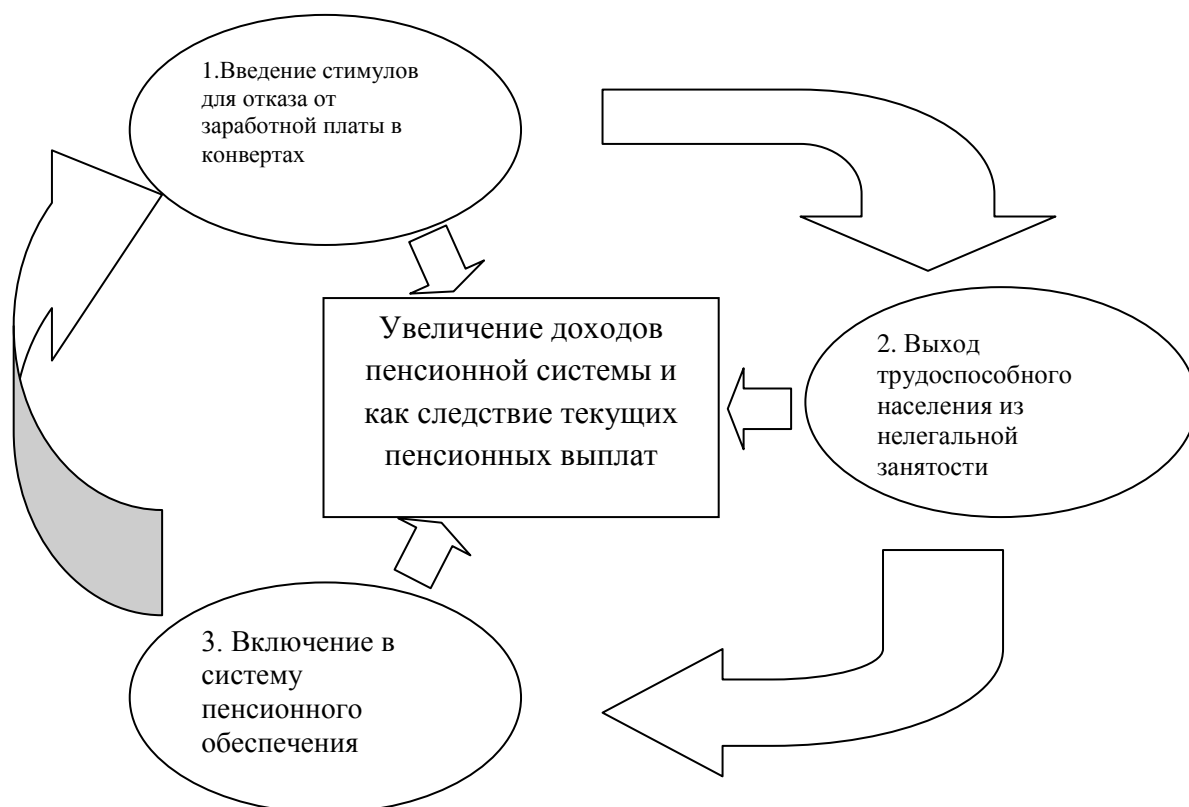 1.Введение стимулов
для отказа от
заработной платы в
конвертах
Увеличение доходов
пенсионной системы и
как следствие текущих
пенсионных выплат
2. Выход
трудоспособного
населения из
нелегальной
занятости
3. Включение в
систему
пенсионного
обеспечения